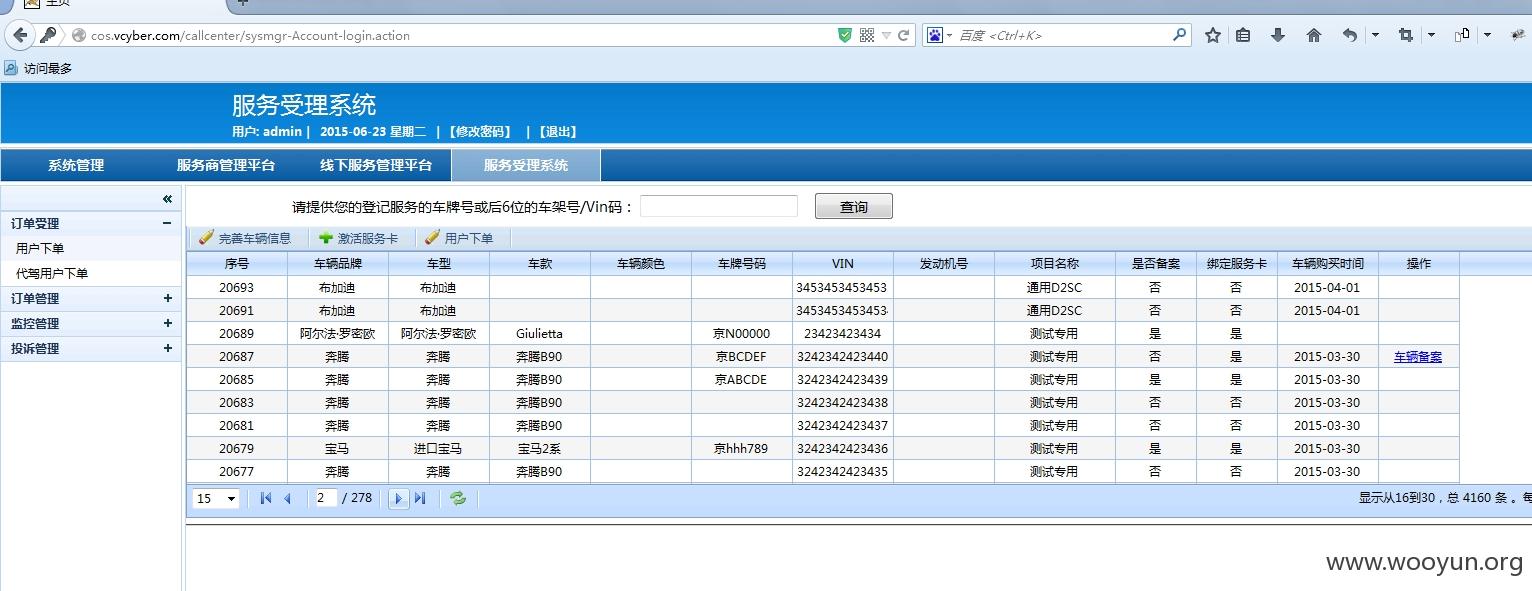 主页
cos.vcyber.com/callcenter/sysmgr-Account-login.action 百度 <Ctrl+K>
访问最多
服务受理系统
用户: admin | 2015-06-23 星期二 | 【修改密码】 | 【退出】
系统管理 服务商管理平台 线下服务管理平台 服务受理系统
订单受理
用户下单
代驾用户下单
订单管理
监控管理
投诉管理
请提供您的登记服务的车牌号或后6位的车架号/Vin码： 查询
完善车辆信息 激活服务卡 用户下单
序号 车辆品牌 车型 车款 车辆颜色 车牌号码 VIN 发动机号 项目名称 是否备案 绑定服务卡 车辆购买时间 操作
20693 布加迪 布加迪 3453453453453 通用D2SC 否 否 2015-04-01
20691 布加迪 布加迪 3453453453453 通用D2SC 否 否 2015-04-01
20689 阿尔法·罗密欧 阿尔法·罗密欧 Giulietta 京N00000 23423423434 测试专用 是 是
20687 奔腾 奔腾 奔腾B90 京BCDEF 3242342423440 测试专用 否 是 2015-03-30 车辆备案
20685 奔腾 奔腾 奔腾B90 京ABCDE 3242342423439 测试专用 是 是 2015-03-30
20683 奔腾 奔腾 奔腾B90 3242342423438 测试专用 否 否 2015-03-30
20681 奔腾 奔腾 奔腾B90 3242342423437 测试专用 否 否 2015-03-30
20679 宝马 进口宝马 宝马2系 京hhh789 3242342423436 测试专用 是 是 2015-03-30
20677 奔腾 奔腾 奔腾B90 3242342423435 测试专用 否 否 2015-03-30
15 2 / 278 显示从16到30，总 4160 条 。每
www.wooyun.org